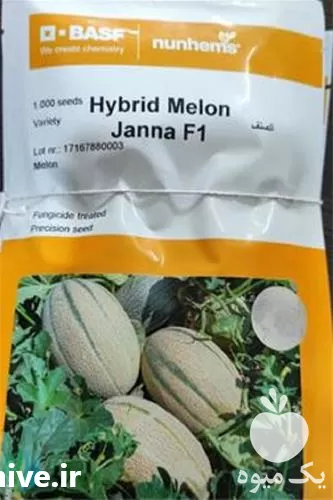 BASF
We create chemistry
nunhems
1.000 seeds
Hybrid Melon
Variety
Janna F1
الصنف
Lot nr.: 17167880003
Melon
Fungicide treated
Precision seed
hive.ir
یک میوه